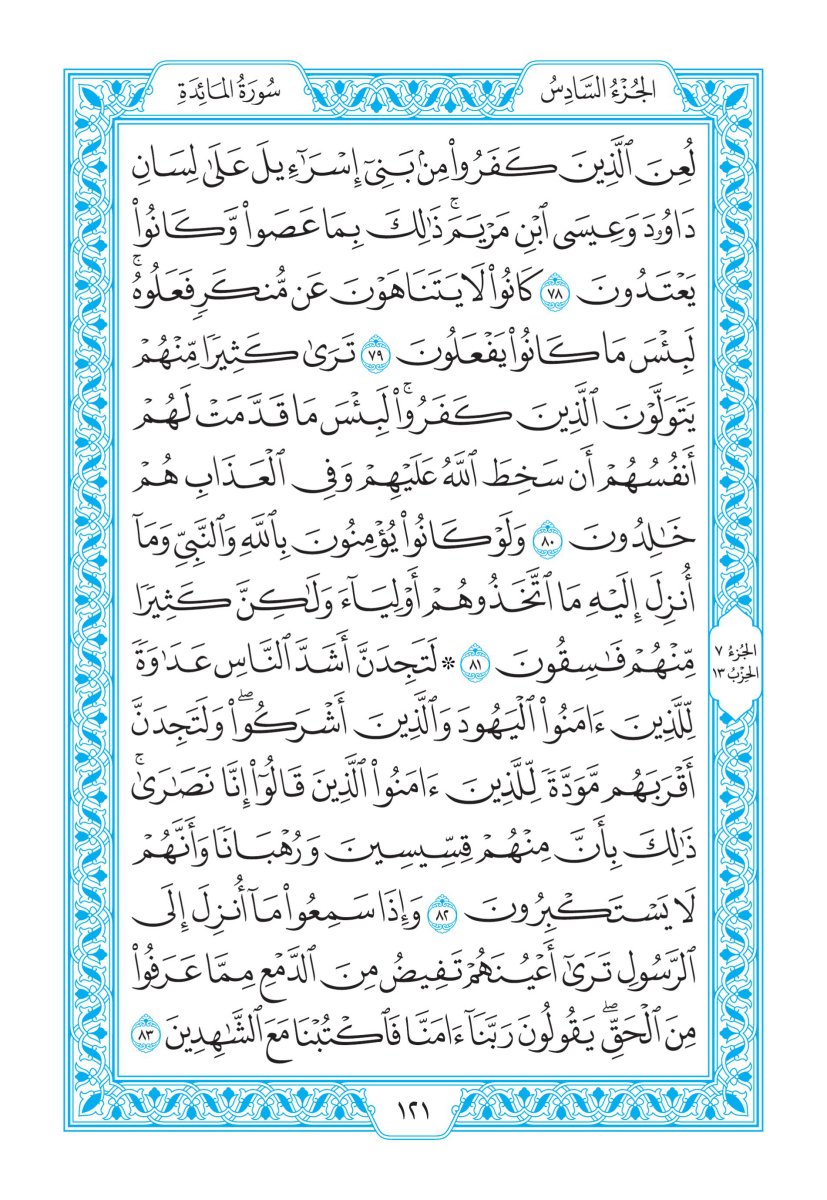 الجُزْءُ السَّادِسُ
سُورَةُ المَائِدَةِ
لُعِنَ ٱلَّذِينَ كَفَرُوا۟ مِنۢ بَنِىٓ إِسْرَٰٓءِيلَ عَلَىٰ لِسَانِ
دَاوُۥدَ وَعِيسَى ٱبْنِ مَرْيَمَۚ ذَٰلِكَ بِمَا عَصَوا۟ وَّكَانُوا۟
يَعْتَدُونَ ٧٨ كَانُوا۟ لَا يَتَنَاهَوْنَ عَن مُّنكَرٍ فَعَلُوهُۚ
لَبِئْسَ مَا كَانُوا۟ يَفْعَلُونَ ٧٩ تَرَىٰ كَثِيرًا مِّنْهُمْ
يَتَوَلَّوْنَ ٱلَّذِينَ كَفَرُوا۟ۚ لَبِئْسَ مَا قَدَّمَتْ لَهُمْ
أَنفُسُهُمْ أَن سَخِطَ ٱللَّهُ عَلَيْهِمْ وَفِى ٱلْعَذَابِ هُمْ
خَٰلِدُونَ ٨٠ وَلَوْ كَانُوا۟ يُؤْمِنُونَ بِٱللَّهِ وَٱلنَّبِىِّ وَمَآ
أُنزِلَ إِلَيْهِ مَا ٱتَّخَذُوهُمْ أَوْلِيَآءَ وَلَٰكِنَّ كَثِيرًا
مِّنْهُمْ فَٰسِقُونَ ٨١ * لَتَجِدَنَّ أَشَدَّ ٱلنَّاسِ عَدَٰوَةً
لِّلَّذِينَ ءَامَنُوا۟ ٱلْيَهُودَ وَٱلَّذِينَ أَشْرَكُوا۟ۖ وَلَتَجِدَنَّ
أَقْرَبَهُم مَّوَدَّةً لِّلَّذِينَ ءَامَنُوا۟ ٱلَّذِينَ قَالُوٓا۟ إِنَّا نَصَٰرَىٰۚ
ذَٰلِكَ بِأَنَّ مِنْهُمْ قِسِّيسِينَ وَرُهْبَانًا وَأَنَّهُمْ
لَا يَسْتَكْبِرُونَ ٨٢ وَإِذَا سَمِعُوا۟ مَآ أُنزِلَ إِلَى
ٱلرَّسُولِ تَرَىٰٓ أَعْيُنَهُمْ تَفِيضُ مِنَ ٱلدَّمْعِ مِمَّا عَرَفُوا۟
مِنَ ٱلْحَقِّۖ يَقُولُونَ رَبَّنَآ ءَامَنَّا فَٱكْتُبْنَا مَعَ ٱلشَّٰهِدِينَ ٨٣
الجُزءُ ٧
الحِزْبُ ١٣
١٢١